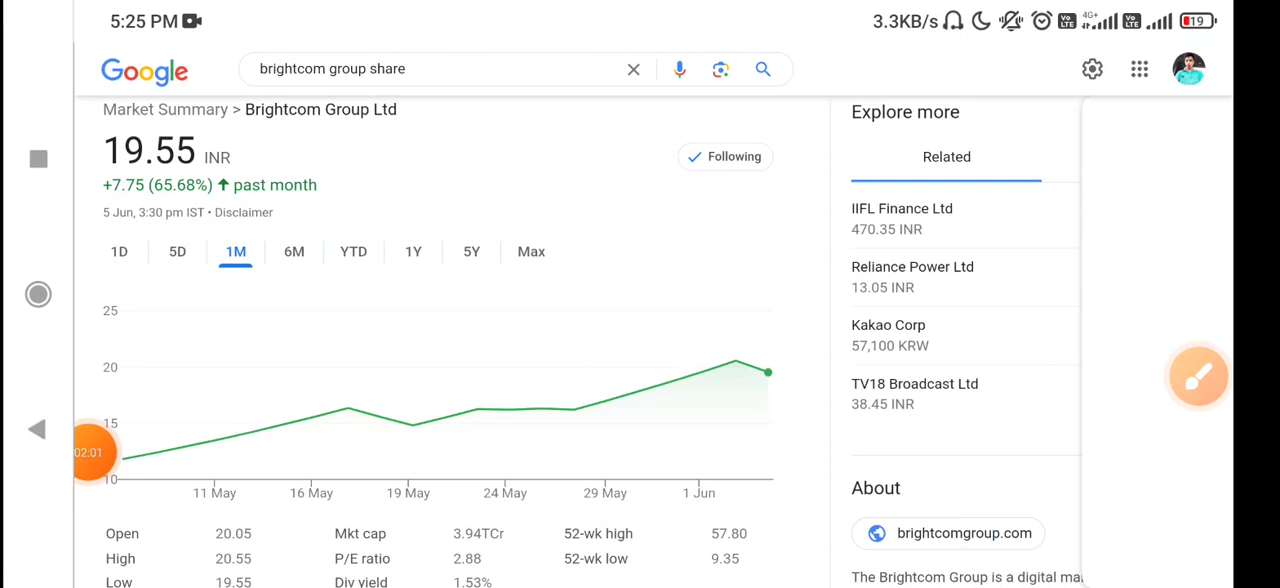 5:25 PM
3.3KB/s
4G+
Vo LTE
Vo LTE
19
Google
brightcom group share
Market Summary > Brightcom Group Ltd
19.55 INR
Following
+7.75 (65.68%) ↑ past month
5 Jun, 3:30 pm IST • Disclaimer
1D 5D 1M 6M YTD 1Y 5Y Max
25
20
15
10
02:01
11 May 16 May 19 May 24 May 29 May 1 Jun
Open 20.05 Mkt cap 3.94TCr 52-wk high 57.80
High 20.55 P/E ratio 2.88 52-wk low 9.35
Low 19.55 Div yield 1.53%
Explore more
Related
IIFL Finance Ltd
470.35 INR
Reliance Power Ltd
13.05 INR
Kakao Corp
57,100 KRW
TV18 Broadcast Ltd
38.45 INR
About
brightcomgroup.com
The Brightcom Group is a digital ma